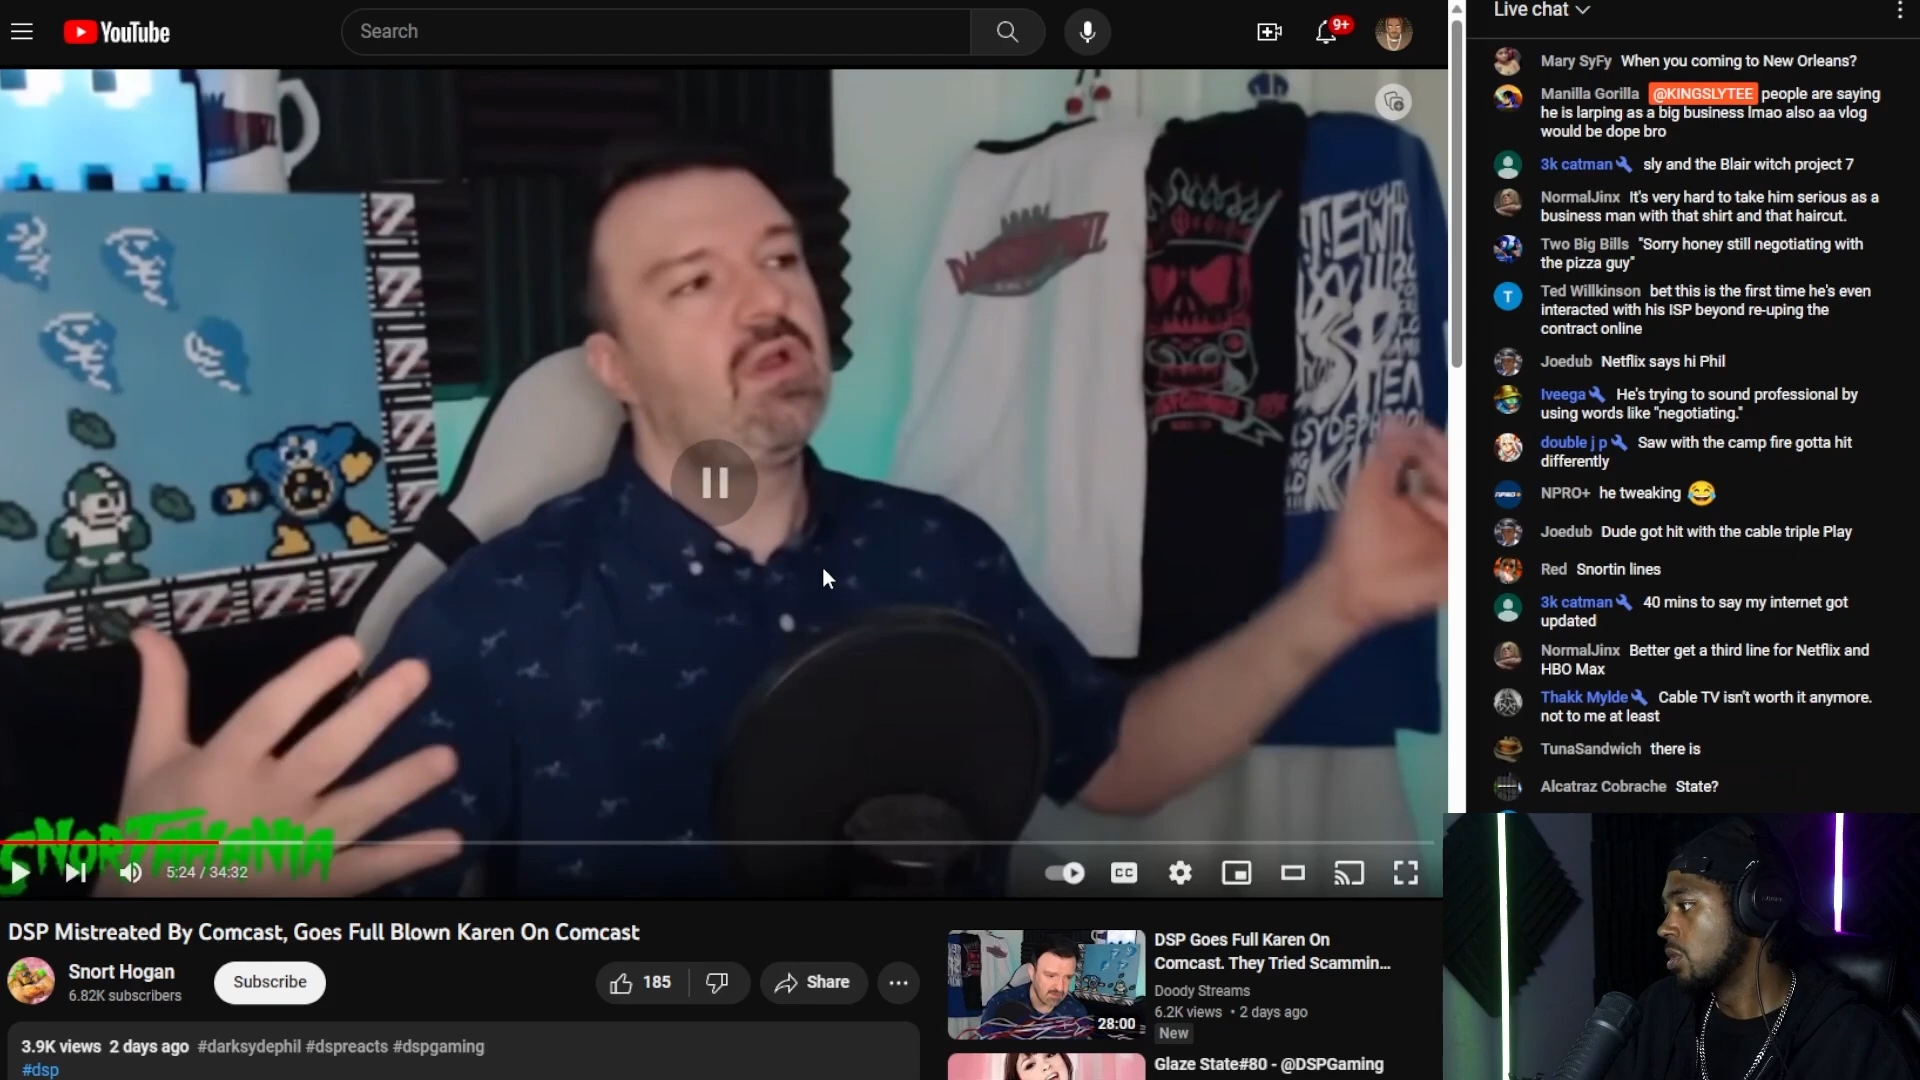 YouTube
Search
9+
Live chat
Mary SyFy When you coming to New Orleans?
Manilla Gorilla @KINGSLYTEE people are saying
he is larping as a big business lmao also aa vlog
would be dope bro
3k catman sly and the Blair witch project 7
NormalJinx It's very hard to take him serious as a
business man with that shirt and that haircut.
Two Big Bills "Sorry honey still negotiating with
the pizza guy"
T
Ted Willkinson bet this is the first time he's even
interacted with his ISP beyond re-uping the
contract online
Joedub Netflix says hi Phil
Iveega He's trying to sound professional by
using words like "negotiating."
double j p Saw with the camp fire gotta hit
differently
NPRO+ he tweaking 😂
Joedub Dude got hit with the cable triple Play
Red Snortin lines
3k catman 40 mins to say my internet got
updated
NormalJinx Better get a third line for Netflix and
HBO Max
Thakk Mylde Cable TV isn't worth it anymore.
not to me at least
TunaSandwich there is
Alcatraz Cobrache State?
SNORTAMANIA
5:24 / 34:32
CC
DSP Mistreated By Comcast, Goes Full Blown Karen On Comcast
Snort Hogan
6.82K subscribers
Subscribe
185
Share
3.9K views 2 days ago #darksydephil #dspreacts #dspgaming
#dsp
28:00
DSP Goes Full Karen On
Comcast. They Tried Scammin...
Doody Streams
6.2K views • 2 days ago
New
Glaze State#80 - @DSPGaming